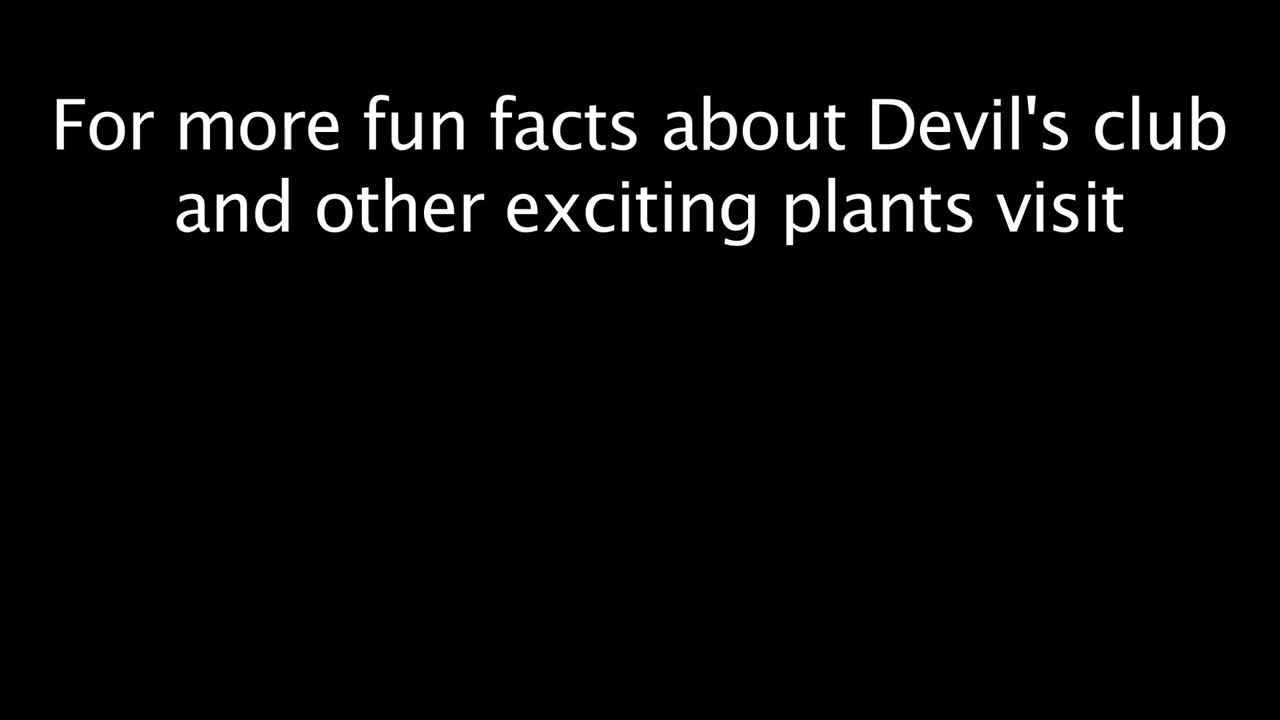 For more fun facts about Devil's club
and other exciting plants visit